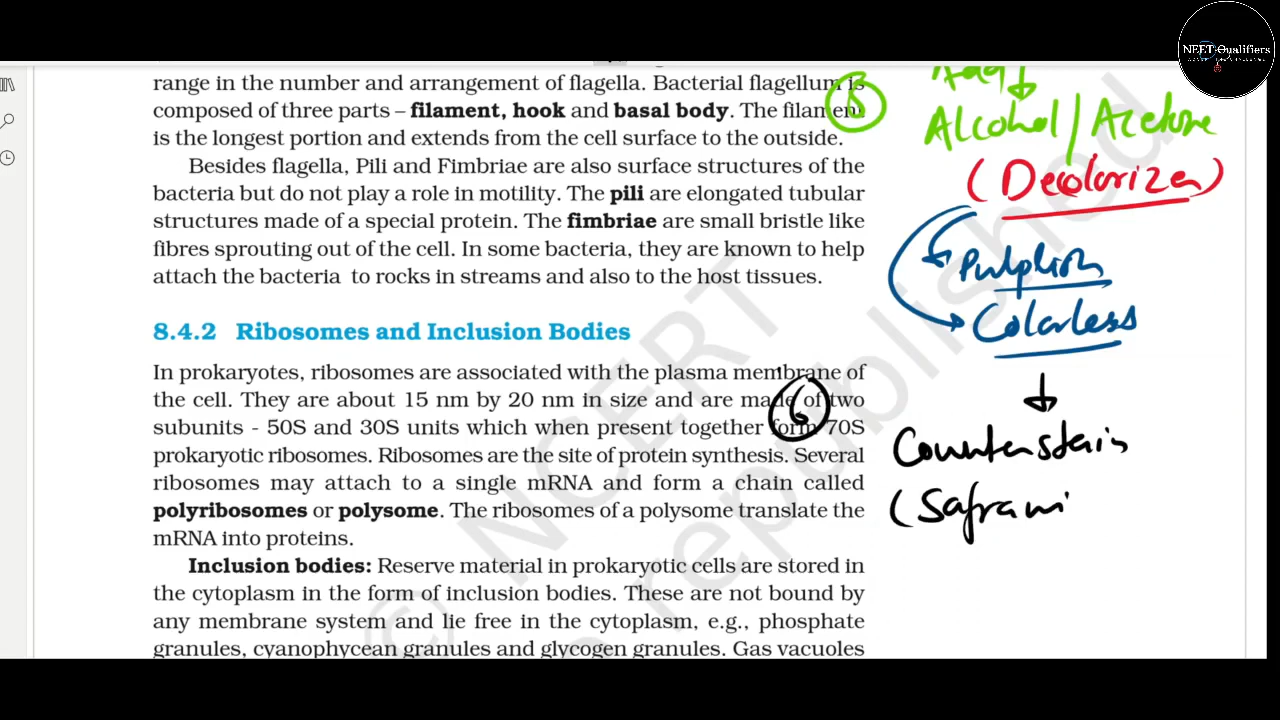 range in the number and arrangement of flagella. Bacterial flagellum is
composed of three parts – filament, hook and basal body. The filament
is the longest portion and extends from the cell surface to the outside.
Besides flagella, Pili and Fimbriae are also surface structures of the
bacteria but do not play a role in motility. The pili are elongated tubular
structures made of a special protein. The fimbriae are small bristle like
fibres sprouting out of the cell. In some bacteria, they are known to help
attach the bacteria to rocks in streams and also to the host tissues.
8.4.2 Ribosomes and Inclusion Bodies
In prokaryotes, ribosomes are associated with the plasma membrane of
the cell. They are about 15 nm by 20 nm in size and are made of two
subunits - 50S and 30S units which when present together form 70S
prokaryotic ribosomes. Ribosomes are the site of protein synthesis. Several
ribosomes may attach to a single mRNA and form a chain called
polyribosomes or polysome. The ribosomes of a polysome translate the
mRNA into proteins.
Inclusion bodies: Reserve material in prokaryotic cells are stored in
the cytoplasm in the form of inclusion bodies. These are not bound by
any membrane system and lie free in the cytoplasm, e.g., phosphate
granules, cyanophycean granules and glycogen granules. Gas vacuoles
© NCERT
republished
NEET-Qualifiers
5
Alcohol / Acetone
(Decolorizer)
Colorless
6
Counterstain
(Safrani